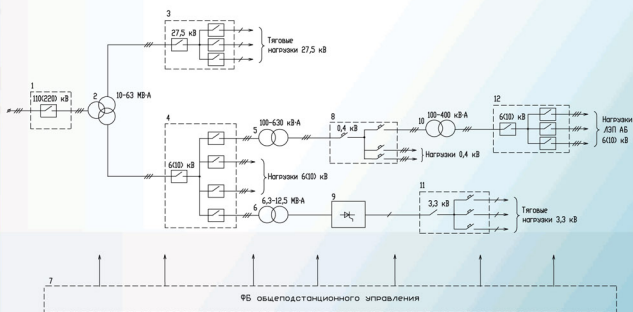 3
27,5 кВ
Тяговые
нагрузки 27,5 кВ
1
110(220) кВ
2
10-63 МВ·А
4
6(10) кВ
100-630 кВ·А
5
Нагрузки 6(10) кВ
6,3-12,5 МВ·А
6
8
0,4 кВ
Нагрузки 0,4 кВ
100-400 кВ·А
10
12
6(10) кВ
Нагрузки
ЛЭП АБ
6(10) кВ
9
11
3,3 кВ
Тяговые
нагрузки 3,3 кВ
7
ФБ общеподстанционного управления